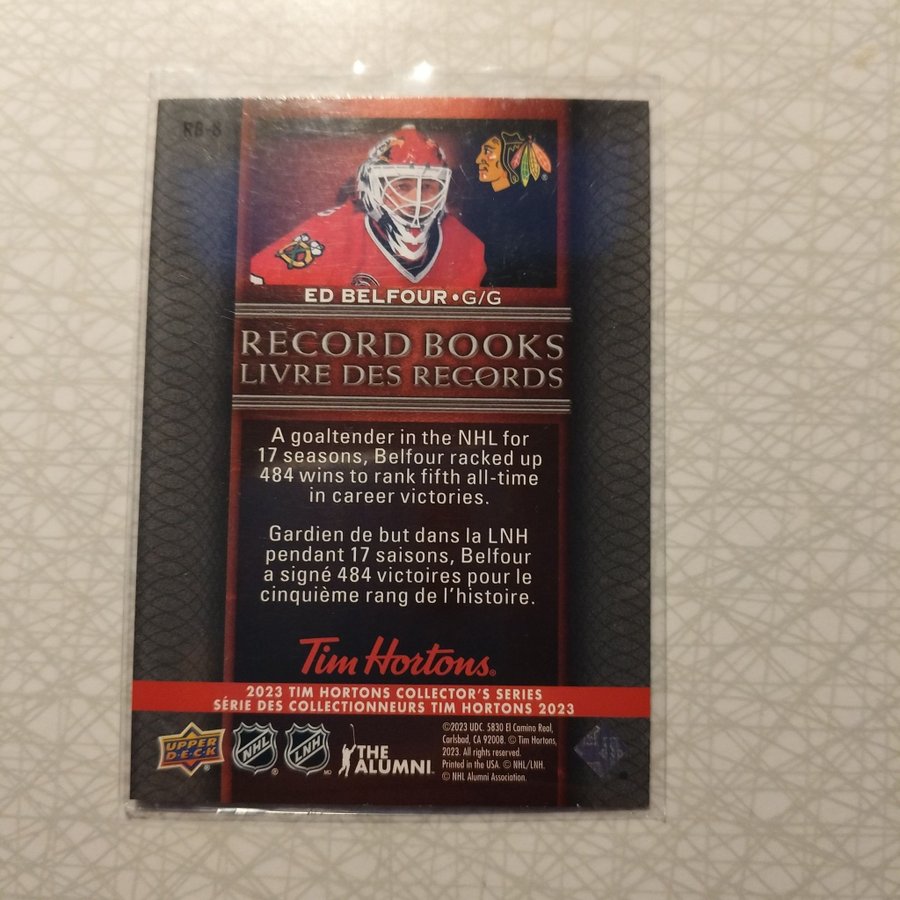 RB-8
ED BELFOUR • G/G
RECORD BOOKS
LIVRE DES RECORDS
A goaltender in the NHL for
17 seasons, Belfour racked up
484 wins to rank fifth all-time
in career victories.
Gardien de but dans la LNH
pendant 17 saisons, Belfour
a signé 484 victoires pour le
cinquième rang de l'histoire.
Tim Hortons®
2023 TIM HORTONS COLLECTOR'S SERIES
SÉRIE DES COLLECTIONNEURS TIM HORTONS 2023
UPPER
D·E·C·K
NHL
LNH
MD
THE
ALUMNI™
©2023 UDC. 5830 El Camino Real,
Carlsbad, CA 92008. © Tim Hortons,
2023. All rights reserved.
Printed in the USA. © NHL/LNH.
© NHL Alumni Association.